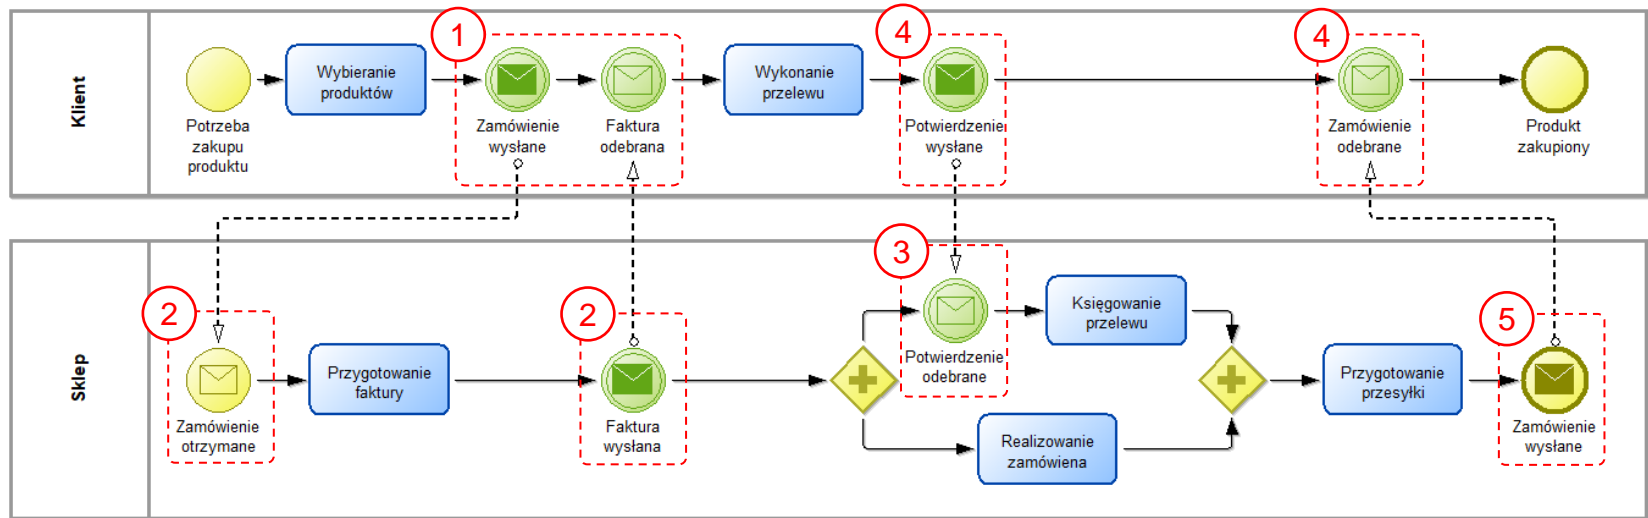 Klient
Potrzeba
zakupu
produktu
Wybieranie
produktów
1
Zamówienie
wysłane
Faktura
odebrana
Wykonanie
przelewu
4
Potwierdzenie
wysłane
4
Zamówienie
odebrane
Produkt
zakupiony
Sklep
2
Zamówienie
otrzymane
Przygotowanie
faktury
2
Faktura
wysłana
3
Potwierdzenie
odebrane
Księgowanie
przelewu
Realizowanie
zamówiena
Przygotowanie
przesyłki
5
Zamówienie
wysłane